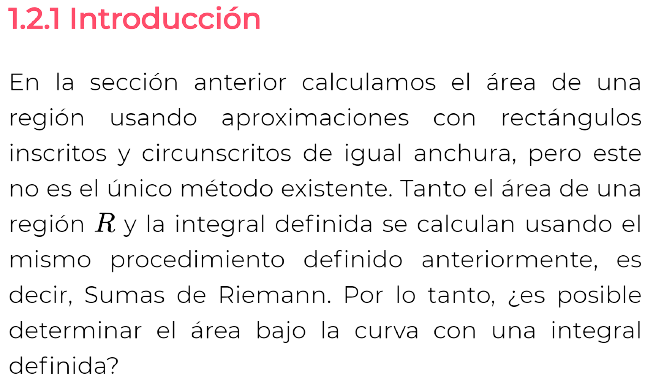 1.2.1 Introducción
En la sección anterior calculamos el área de una
región usando aproximaciones con rectángulos
inscritos y circunscritos de igual anchura, pero este
no es el único método existente. Tanto el área de una
región R y la integral definida se calculan usando el
mismo procedimiento definido anteriormente, es
decir, Sumas de Riemann. Por lo tanto, ¿es posible
determinar el área bajo la curva con una integral
definida?